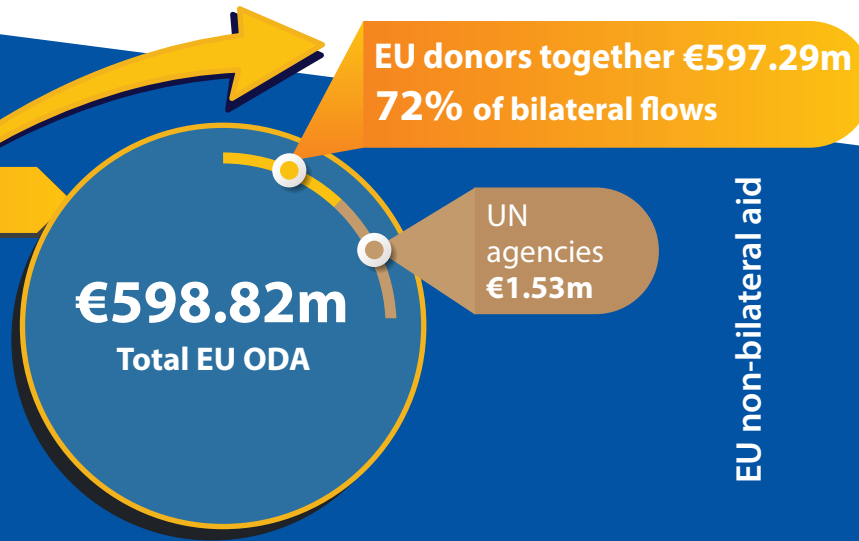 EU donors together €597.29m
72% of bilateral flows
UN
agencies
€1.53m
€598.82m
Total EU ODA
EU non-bilateral aid